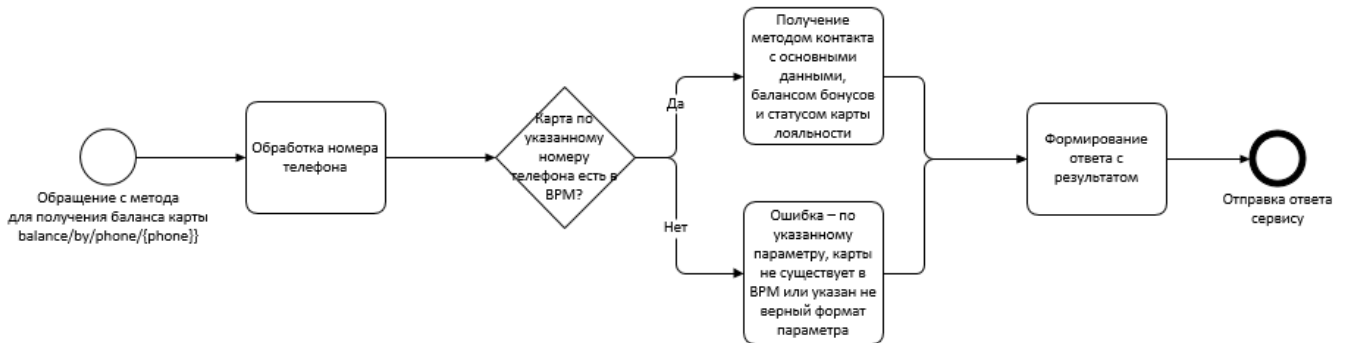 Обращение с метода
для получения баланса карты
balance/by/phone/{phone}}
Обработка номера
телефона
Карта по
указанному
номеру
телефона есть в
BPM?
Да
Нет
Получение
методом контакта
с основными
данными,
балансом бонусов
и статусом карты
лояльности
Ошибка – по
указанному
параметру, карты
не существует в
BPM или указан не
верный формат
параметра
Формирование
ответа с
результатом
Отправка ответа
сервису